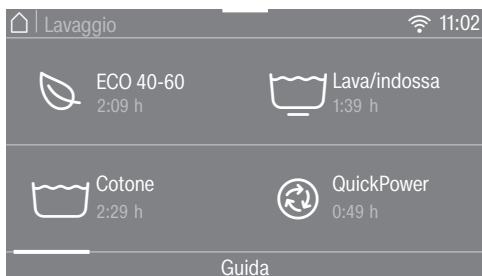 Lavaggio 11:02
ECO 40-60
2:09 h
Lava/indossa
1:39 h
Cotone
2:29 h
QuickPower
0:49 h
Guida